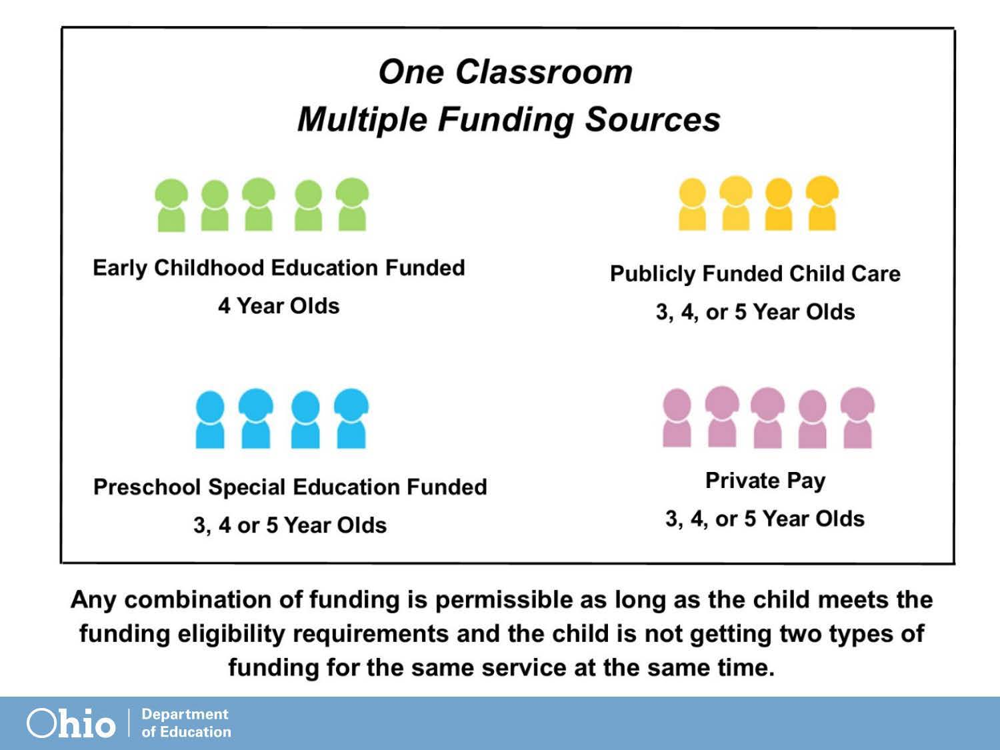 One Classroom
Multiple Funding Sources
Early Childhood Education Funded
4 Year Olds
Publicly Funded Child Care
3, 4, or 5 Year Olds
Preschool Special Education Funded
3, 4 or 5 Year Olds
Private Pay
3, 4, or 5 Year Olds
Any combination of funding is permissible as long as the child meets the
funding eligibility requirements and the child is not getting two types of
funding for the same service at the same time.
Ohio
Department
of Education